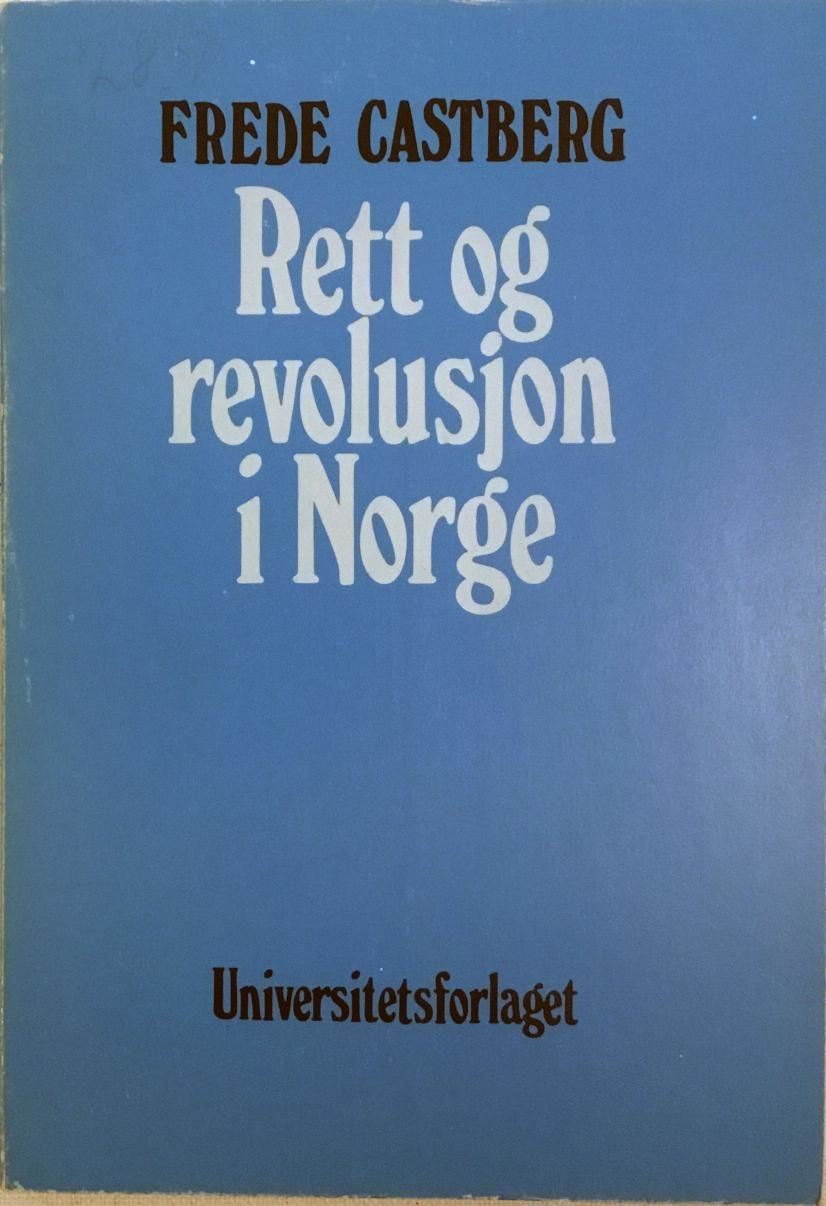 FREDE CASTBERG
Rett og
revolusjon
i Norge
Universitetsforlaget